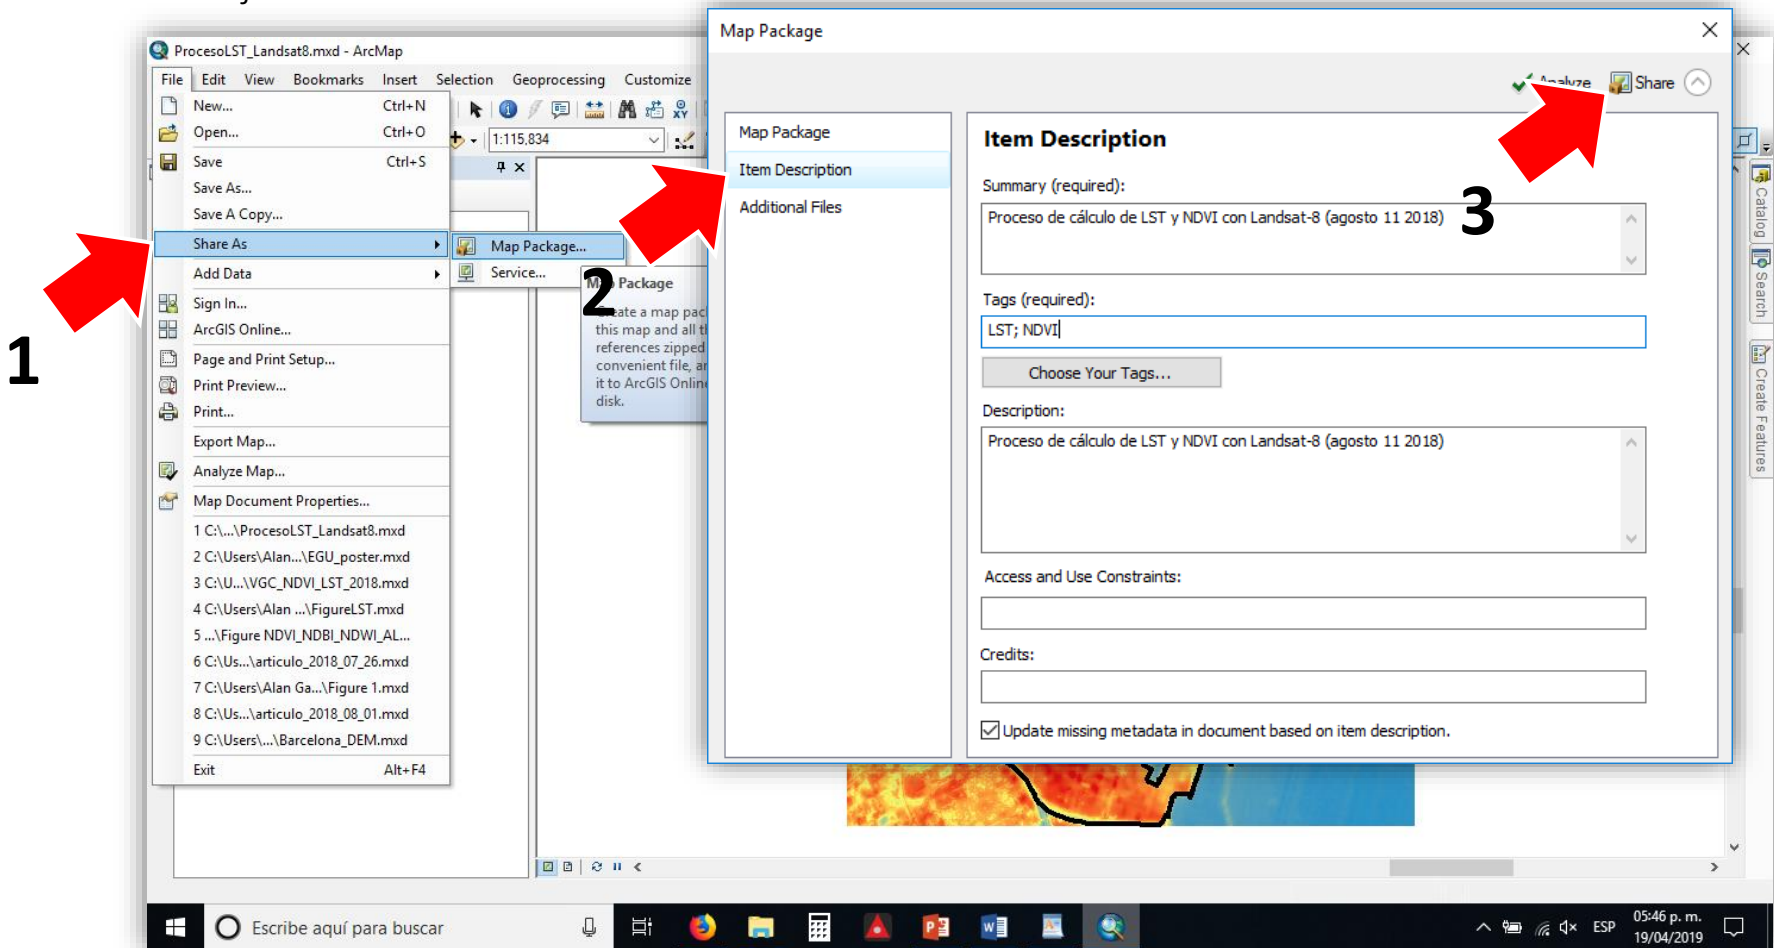 ProcesoLST_Landsat8.mxd - ArcMap
File Edit View Bookmarks Insert Selection Geoprocessing Customize
1:115,834
New... Ctrl+N
Open... Ctrl+O
Save Ctrl+S
Save As...
Save A Copy...
Share As
Add Data
Sign In...
ArcGIS Online...
Page and Print Setup...
Print Preview...
Print...
Export Map...
Analyze Map...
Map Document Properties...
1 C:\...\ProcesoLST_Landsat8.mxd
2 C:\Users\Alan...\EGU_poster.mxd
3 C:\U...\VGC_NDVI_LST_2018.mxd
4 C:\Users\Alan ...\FigureLST.mxd
5 ...\Figure NDVI_NDBI_NDWI_AL...
6 C:\Us...\articulo_2018_07_26.mxd
7 C:\Users\Alan Ga...\Figure 1.mxd
8 C:\Us...\articulo_2018_08_01.mxd
9 C:\Users\...\Barcelona_DEM.mxd
Exit Alt+F4
Map Package...
Service...
Package
this map and all
references zipped
convenient file,
it to ArcGIS Online
disk.
1
2
3
Map Package
Share
Map Package
Item Description
Additional Files
Item Description
Summary (required):
Proceso de cálculo de LST y NDVI con Landsat-8 (agosto 11 2018)
Tags (required):
LST; NDVI
Choose Your Tags...
Description:
Proceso de cálculo de LST y NDVI con Landsat-8 (agosto 11 2018)
Access and Use Constraints:
Credits:
Update missing metadata in document based on item description.
Catalog
Search
Create Features
Escribe aquí para buscar
ESP
05:46 p. m.
19/04/2019